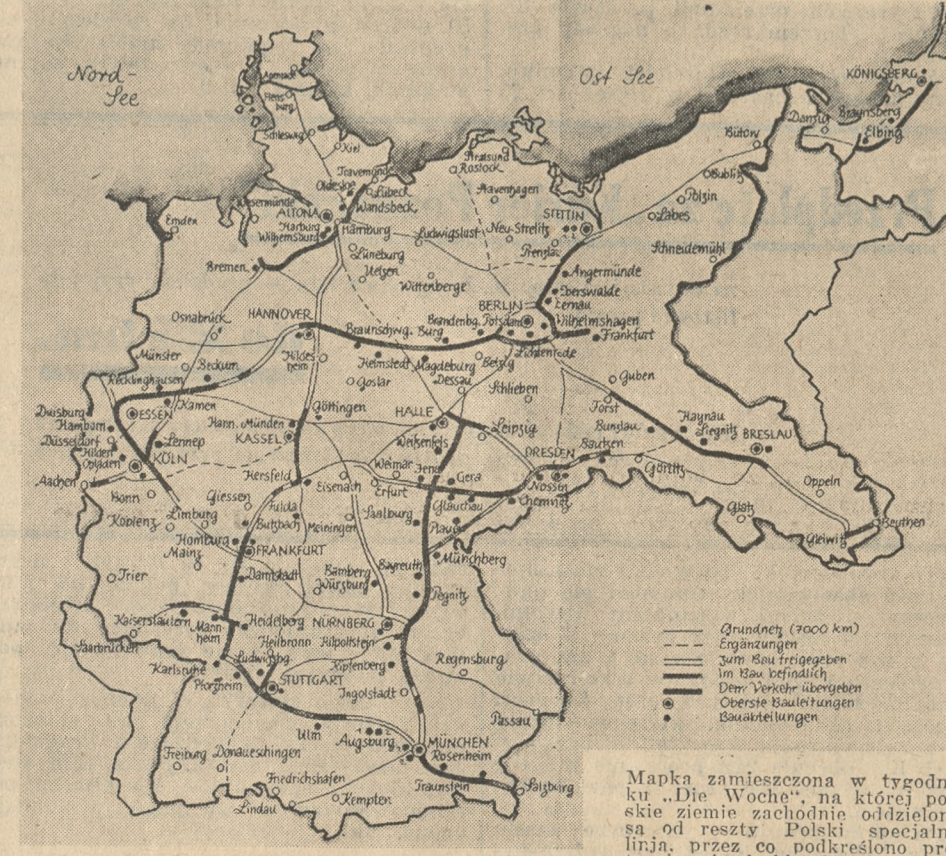 Nord-
See
Ost See
KÖNIGSBERG
Braunsberg
Elbing
Danzig
Flens
burg
Schleswig
Kiel
Bütow
Travemünde
Stralsund
Rostock
Bublitz
Oldesloe
Lübeck
Wandsbeck
Polzin
Labes
Wesermünde
ALTONA
Harburg
Wilhemsburg
Hamburg
Emden
STETTIN
Ludwigslust
Neu-Strelitz
Prenzlau
Schneidemühl
Lüneburg
Uelzen
Bremen
Wittenberge
Angermünde
Eberswalde
Bernau
BERLIN
Wilhelmshagen
Frankfurt
HANNOVER
Osnabrück
Braunschwg.
Burg
Brandenbg.
Potsdam
Lichtenrade
Münster
Beckum
Hildes
heim
Helmstedt
Magdeburg
Belzig
Dessau
Goslar
Schlieben
Guben
Recklinghausen
Forst
Duisburg
Hamborn
ESSEN
Kamen
Göttingen
Hann. Münden
HALLE
Leipzig
Bunzlau
Haynau
Liegnitz
BRESLAU
Düsseldorf
Hilden
Opladen
Lennep
KASSEL
Weißenfels
DRESDEN
Bautzen
KÖLN
Görlitz
Aachen
Hersfeld
Eisenach
Weimar
Erfurt
Jena
Gera
Nossen
Chemnitz
Oppeln
Bonn
Giessen
Fulda
Glauchau
Glatz
Beuthen
Koblenz
Limburg
Butzbach
Meiningen
Saalburg
Gleiwitz
Homburg
Mainz
FRANKFURT
Münchberg
Trier
Darmstadt
Bamberg
Würzburg
Bayreuth
Pegnitz
Kaiserslautern
Mann-
heim
Heidelberg
NÜRNBERG
Saarbrücken
Heilbronn
Hilpoltstein
Karlsruhe
Ludwigsbg.
Kipfenberg
Regensburg
Pforzheim
STUTTGART
Ingolstadt
Passau
Ulm
Augsburg
MÜNCHEN
Rosenheim
Freiburg
Donaueschingen
Friedrichshafen
Traunstein
Salzburg
Lindau
Kempten
Grundnetz (7000 km)
Ergänzungen
Zum Bau freigegeben
Im Bau befindlich
Dem Verkehr übergeben
Oberste Bauleitungen
Bauabteilungen
Mapka zamieszczona w tygodn
ku „Die Woche", na której po
skie ziemie zachodnie oddzielon
są od reszty Polski specjaln
linją, przez co podkreślono pr